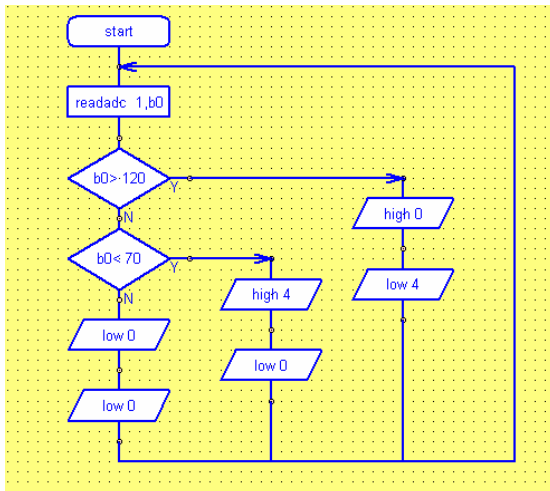 start
readadc 1,b0
b0> 120
Y
high 0
N
b0< 70
Y
low 4
high 4
N
low 0
low 0
low 0